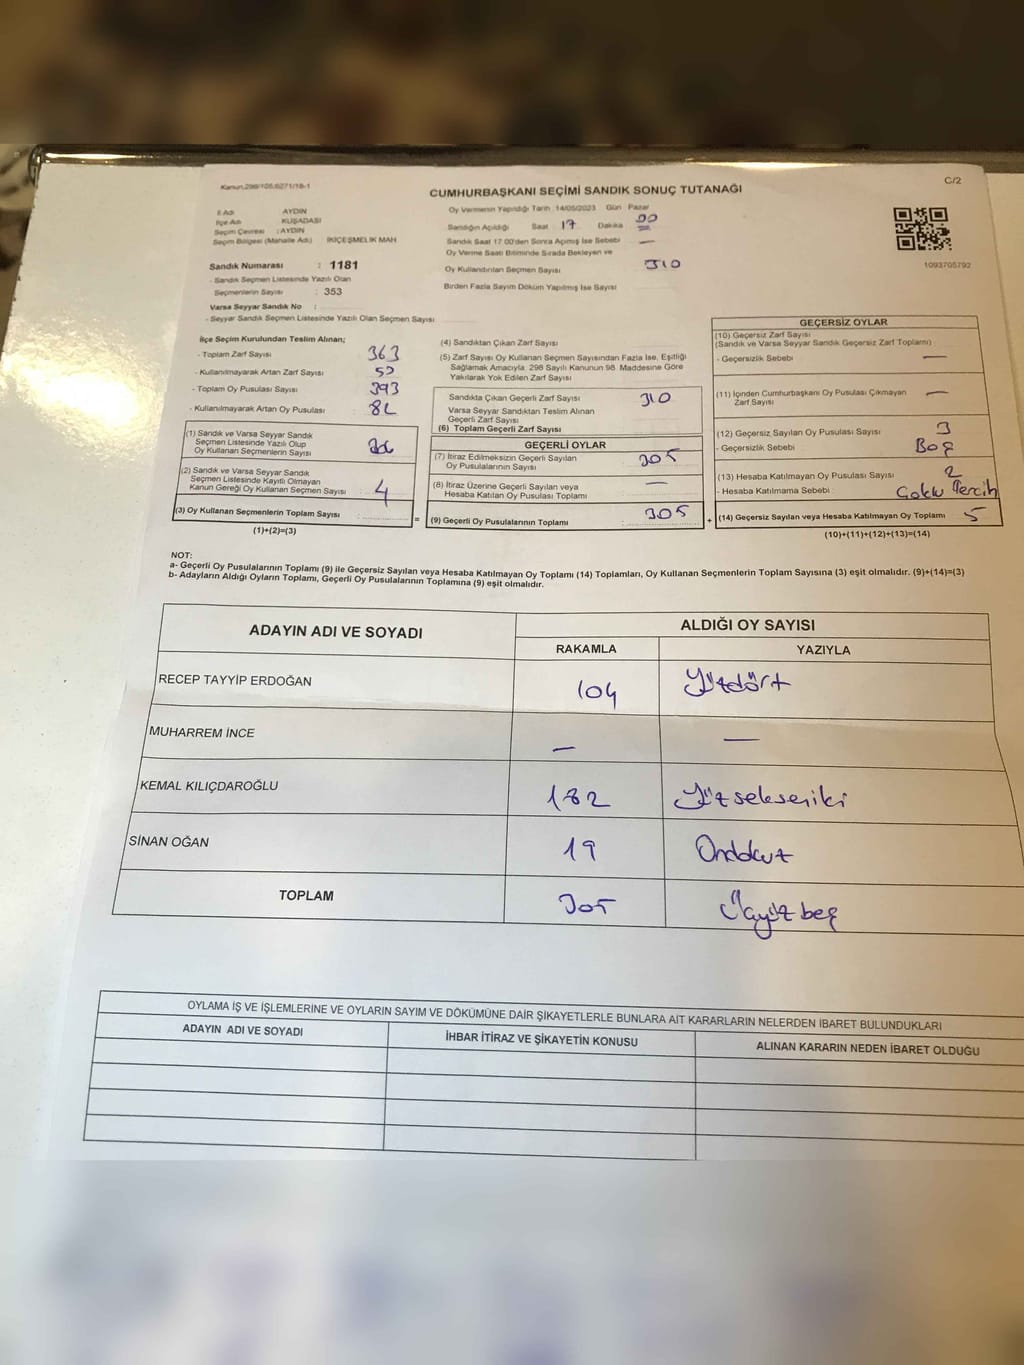 Kanun,298/105,6271/18-1
C/2
CUMHURBAŞKANI SEÇİMİ SANDIK SONUÇ TUTANAĞI
İl Adı AYDIN
İlçe Adı KUŞADASI
Seçim Çevresi : AYDIN
Seçim Bölgesi (Mahalle Adı) İKİÇEŞMELİK MAH
Sandık Numarası : 1181
- Sandık Seçmen Listesinde Yazılı Olan
Seçmenlerin Sayısı : 353
Varsa Seyyar Sandık No :
- Seyyar Sandık Seçmen Listesinde Yazılı Olan Seçmen Sayısı
Oy Vermenin Yapıldığı Tarih :14/05/2023 Gün Pazar
Sandığın Açıldığı Saat 17 Dakika 00
Sandık Saat 17 00'den Sonra Açımış İse Sebebi —
Oy Verme Saati Bitiminde Sırada Bekleyen ve
Oy Kullandırılan Seçmen Sayısı 310
Birden Fazla Sayım Döküm Yapılmış İse Sayısı
1093705792
İlçe Seçim Kurulundan Teslim Alınan;
- Toplam Zarf Sayısı 363
- Kullanılmayarak Artan Zarf Sayısı
- Toplam Oy Pusulası Sayısı 393
- Kullanılmayarak Artan Oy Pusulası
(1) Sandık ve Varsa Seyyar Sandık
Seçmen Listesinde Yazılı Olup
Oy Kullanan Seçmenlerin Sayısı
(2) Sandık ve Varsa Seyyar Sandık
Seçmen Listesinde Kayıtlı Olmayan
Kanun Gereği Oy Kullanan Seçmen Sayısı 4
(3) Oy Kullanan Seçmenlerin Toplam Sayısı
(1)+(2)=(3)
=
(4) Sandıktan Çıkan Zarf Sayısı
(5) Zarf Sayısı Oy Kullanan Seçmen Sayısından Fazla İse, Eşitliği
Sağlamak Amacıyla, 298 Sayılı Kanunun 98. Maddesine Göre
Yakılarak Yok Edilen Zarf Sayısı
Sandıkta Çıkan Geçerli Zarf Sayısı 310
Varsa Seyyar Sandıktan Teslim Alınan
Geçerli Zarf Sayısı
(6) Toplam Geçerli Zarf Sayısı
GEÇERLİ OYLAR
(7) İtiraz Edilmeksizin Geçerli Sayılan
Oy Pusulalarının Sayısı 305
(8) İtiraz Üzerine Geçerli Sayılan veya
Hesaba Katılan Oy Pusulası Toplamı —
(9) Geçerli Oy Pusulalarının Toplamı 305
+
GEÇERSİZ OYLAR
(10) Geçersiz Zarf Sayısı
(Sandık ve Varsa Seyyar Sandık Geçersiz Zarf Toplamı)
- Geçersizlik Sebebi —
(11) İçinden Cumhurbaşkanı Oy Pusulası Çıkmayan
Zarf Sayısı —
(12) Geçersiz Sayılan Oy Pusulası Sayısı 3
- Geçersizlik Sebebi Boş
(13) Hesaba Katılmayan Oy Pusulası Sayısı 2
- Hesaba Katılmama Sebebi : Çoklu Tercih
(14) Geçersiz Sayılan veya Hesaba Katılmayan Oy Toplamı 5
(10)+(11)+(12)+(13)=(14)
NOT:
a- Geçerli Oy Pusulalarının Toplamı (9) ile Geçersiz Sayılan veya Hesaba Katılmayan Oy Toplamı (14) Toplamları, Oy Kullanan Seçmenlerin Toplam Sayısına (3) eşit olmalıdır. (9)+(14)=(3)
b- Adayların Aldığı Oyların Toplamı, Geçerli Oy Pusulalarının Toplamına (9) eşit olmalıdır.
ADAYIN ADI VE SOYADI
ALDIĞI OY SAYISI
RAKAMLA YAZIYLA
RECEP TAYYİP ERDOĞAN 104 Yüzdört
MUHARREM İNCE — —
KEMAL KILIÇDAROĞLU 182 Yüzsekseniki
SİNAN OĞAN 19 Ondokuz
TOPLAM 305 Üçyüzbeş
OYLAMA İŞ VE İŞLEMLERİNE VE OYLARIN SAYIM VE DÖKÜMÜNE DAİR ŞİKAYETLERLE BUNLARA AİT KARARLARIN NELERDEN İBARET BULUNDUKLARI
ADAYIN ADI VE SOYADI İHBAR İTİRAZ VE ŞİKAYETİN KONUSU ALINAN KARARIN NEDEN İBARET OLDUĞU